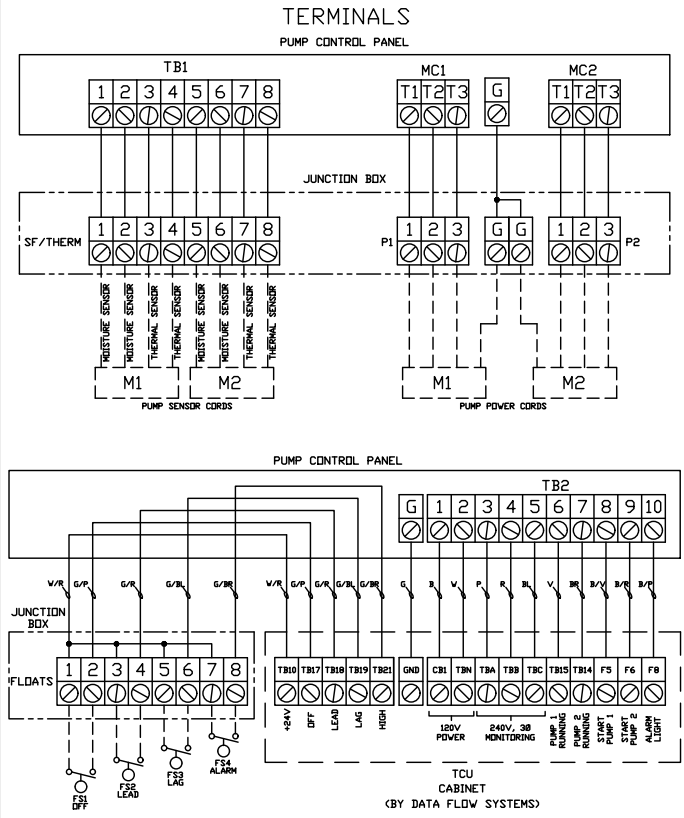 TERMINALS
PUMP CONTROL PANEL
TB1
MC1
MC2
1 2 3 4 5 6 7 8
T1 T2 T3
G
T1 T2 T3
JUNCTION BOX
SF/THERM
1 2 3 4 5 6 7 8
P1
1 2 3
G G
1 2 3
P2
MOISTURE SENSOR
MOISTURE SENSOR
THERMAL SENSOR
THERMAL SENSOR
MOISTURE SENSOR
MOISTURE SENSOR
THERMAL SENSOR
THERMAL SENSOR
M1
M2
M1
M2
PUMP SENSOR CORDS
PUMP POWER CORDS
PUMP CONTROL PANEL
TB2
G
1 2 3 4 5 6 7 8 9 10
W/R G/P G/R G/BL G/BR
W/R G/P G/R G/BL G/BR
G
B W P R BL V BR B/V B/R B/P
JUNCTION
BOX
FLOATS
1 2 3 4 5 6 7 8
TB10 TB17 TB18 TB19 TB21
GND
CB1 TBN TBA TBB TBC TB15 TB14 F5 F6 F8
+24V
OFF
LEAD
LAG
HIGH
120V
POWER
240V, 30
MONITORING
PUMP 1
RUNNING
PUMP 2
RUNNING
START
PUMP 1
START
PUMP 2
ALARM
LIGHT
FS1
OFF
FS2
LEAD
FS3
LAG
FS4
ALARM
TCU
CABINET
(BY DATA FLOW SYSTEMS)